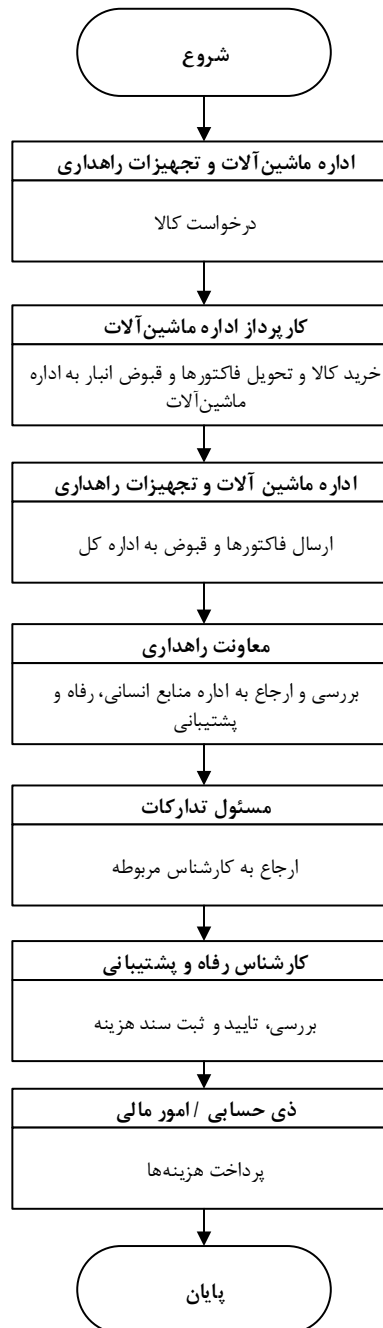 شروع
اداره ماشین‌آلات و تجهیزات راهداری
درخواست کالا
کارپرداز اداره ماشین‌آلات
خرید کالا و تحویل فاکتورها و قبوض انبار به اداره
ماشین‌آلات
اداره ماشین آلات و تجهیزات راهداری
ارسال فاکتورها و قبوض به اداره کل
معاونت راهداری
بررسی و ارجاع به اداره منابع انسانی، رفاه و
پشتیبانی
مسئول تدارکات
ارجاع به کارشناس مربوطه
کارشناس رفاه و پشتیبانی
بررسی، تایید و ثبت سند هزینه
ذی حسابی / امور مالی
پرداخت هزینه‌ها
پایان